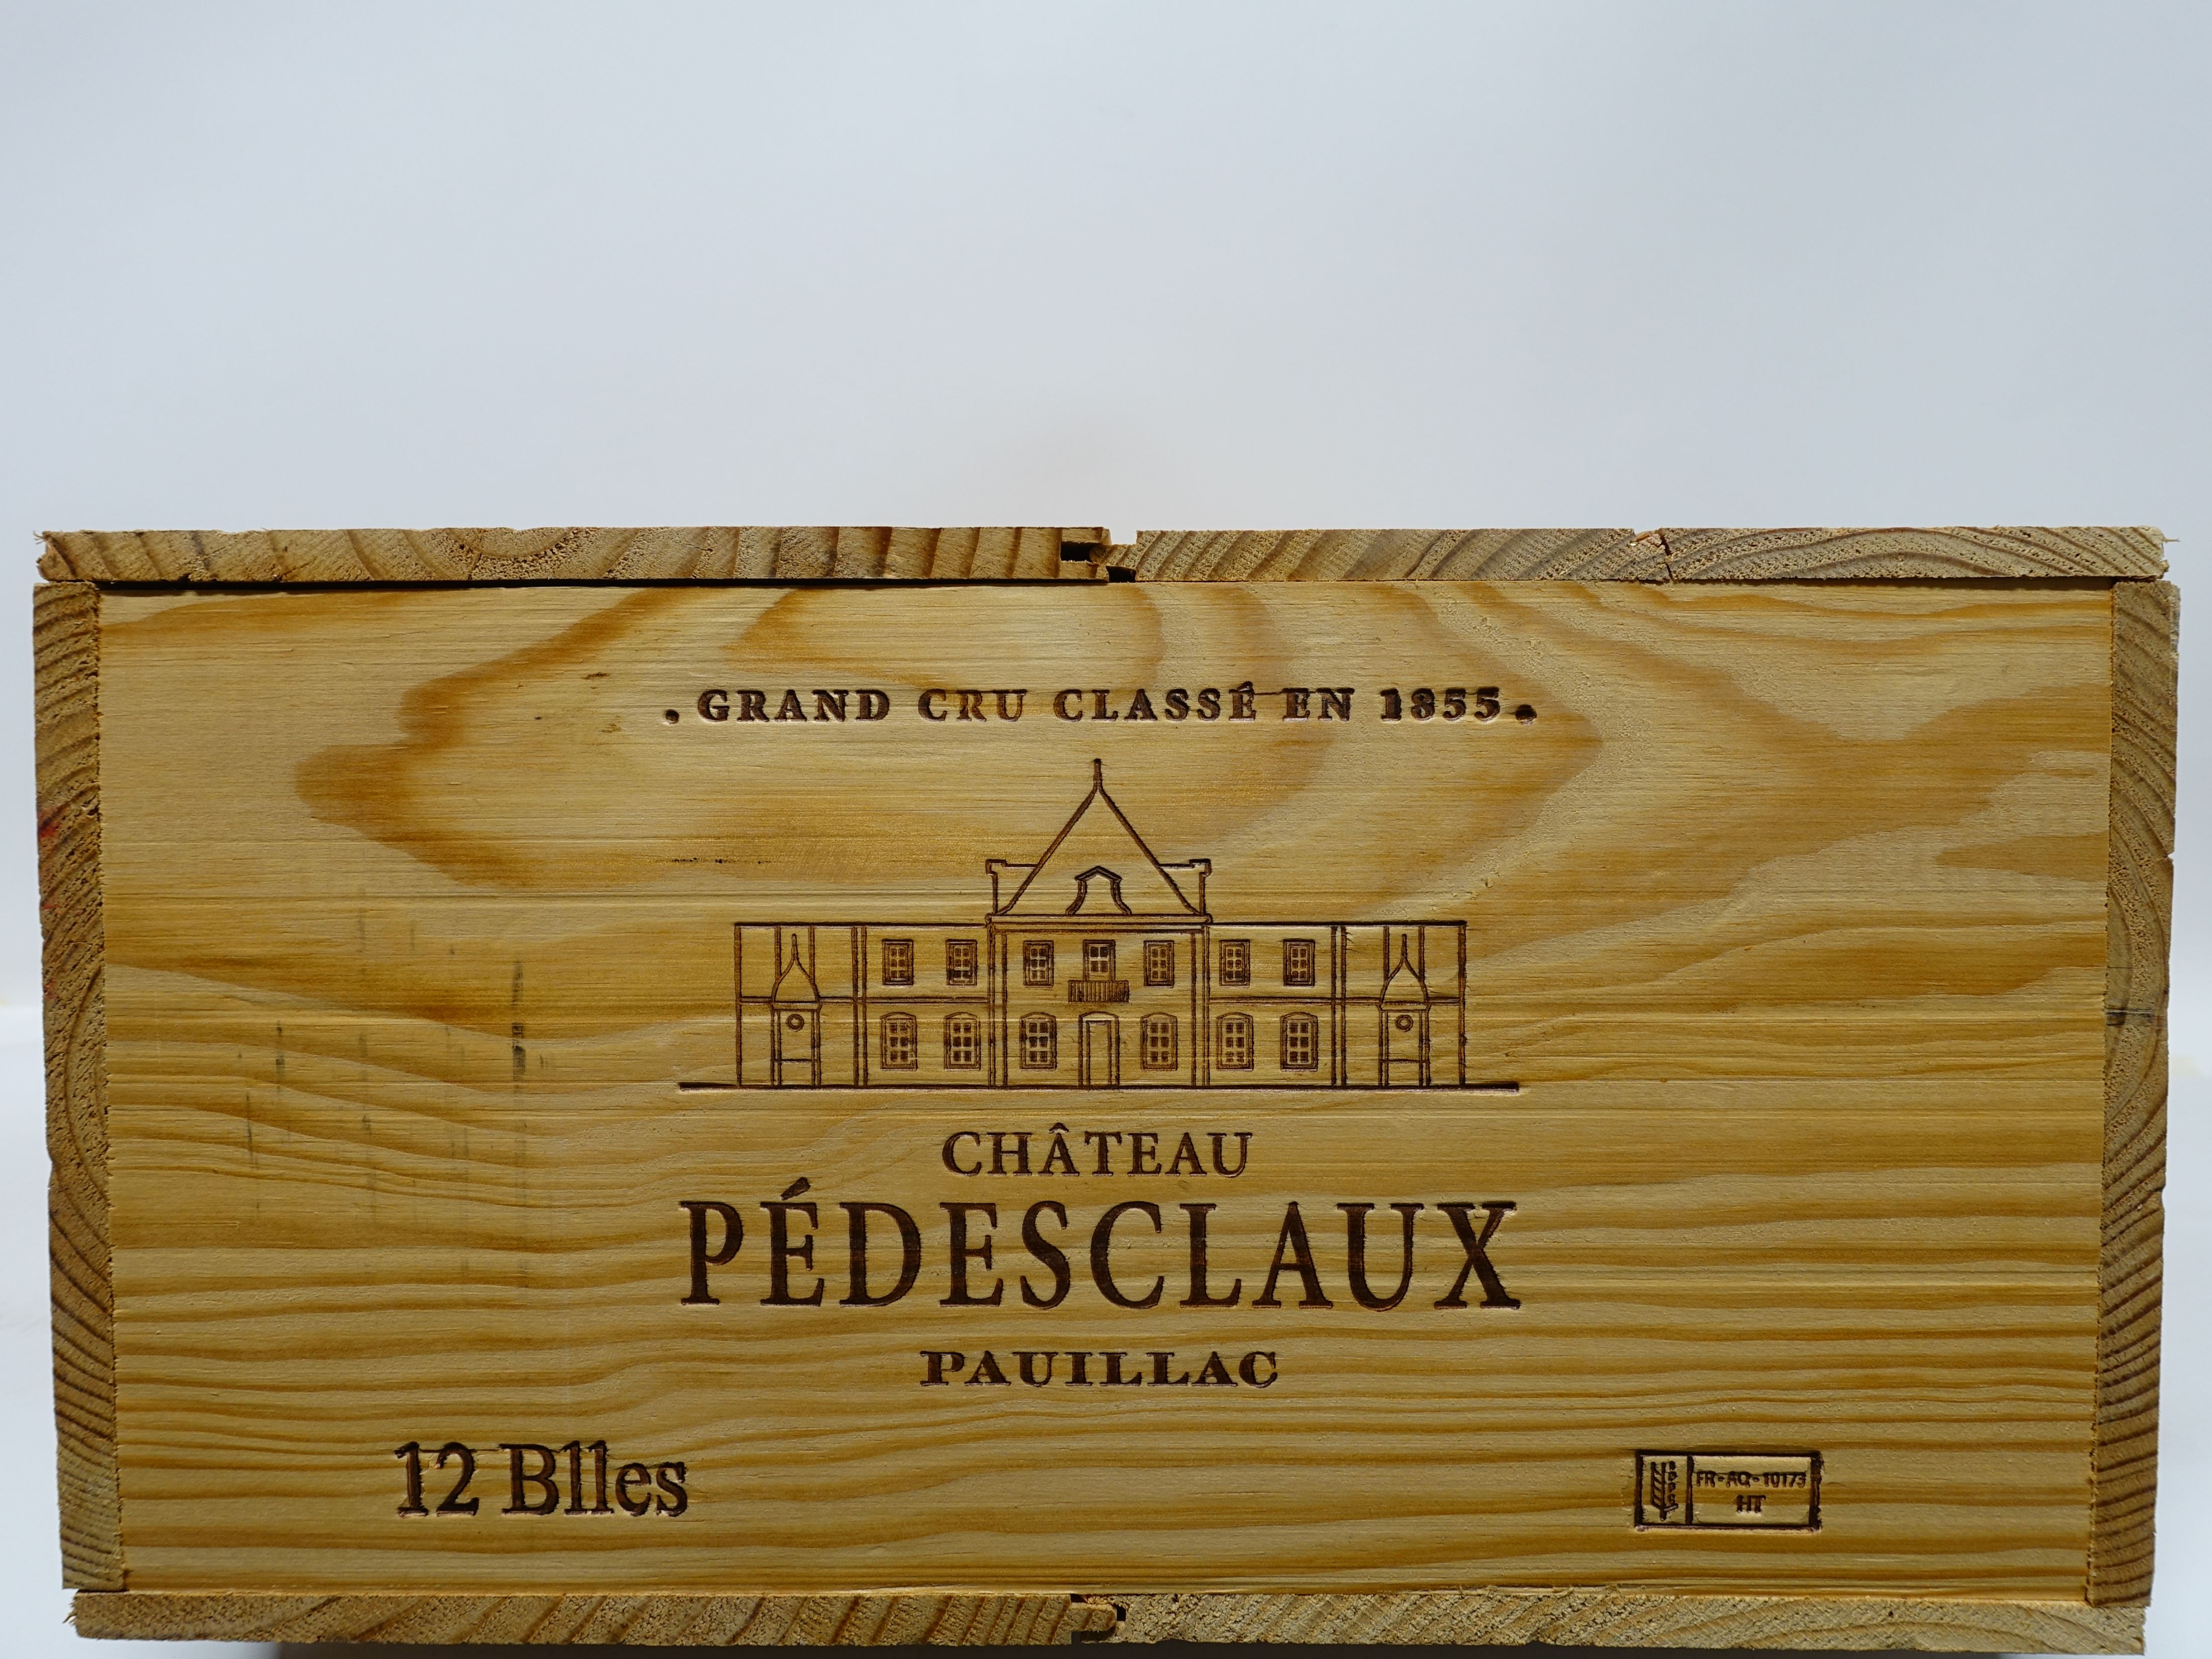 . GRAND CRU CLASSÉ EN 1855 .
CHÂTEAU
PÉDESCLAUX
PAUILLAC
12 Blles
FR-AQ-10173
HT